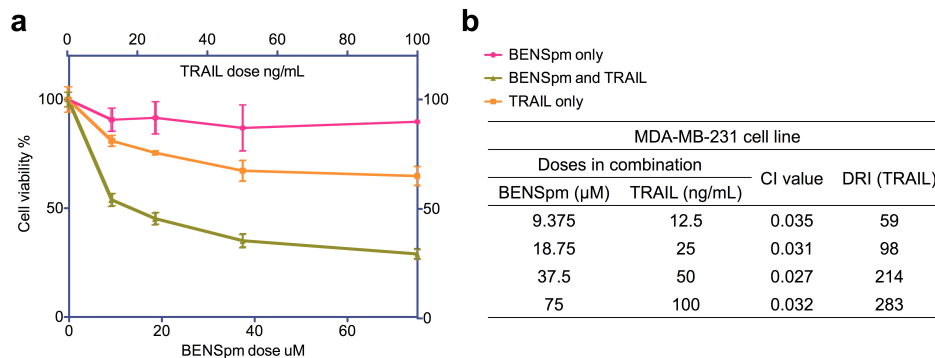 a
0 20 40 60 80 100
TRAIL dose ng/mL
100 100
50 50
0 0
Cell viability %
0 20 40 60
BENSpm dose uM
b
BENSpm only
BENSpm and TRAIL
TRAIL only
MDA-MB-231 cell line
Doses in combination CI value DRI (TRAIL)
BENSpm (µM) TRAIL (ng/mL)
9.375 12.5 0.035 59
18.75 25 0.031 98
37.5 50 0.027 214
75 100 0.032 283